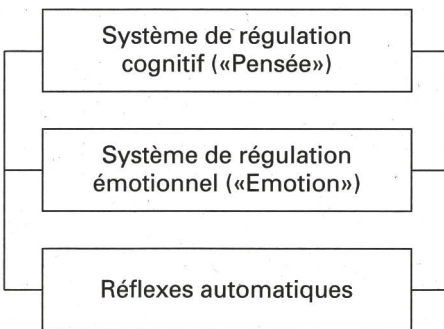 Système de régulation
cognitif («Pensée»)
Système de régulation
émotionnel («Emotion»)
Réflexes automatiques